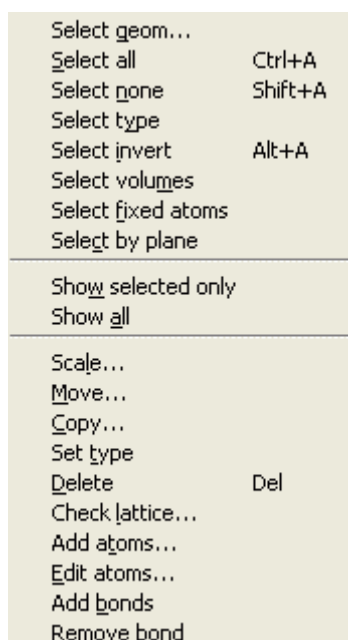 Select geom...
Select all Ctrl+A
Select none Shift+A
Select type
Select invert Alt+A
Select volumes
Select fixed atoms
Select by plane
Show selected only
Show all
Scale...
Move...
Copy...
Set type
Delete Del
Check lattice...
Add atoms...
Edit atoms...
Add bonds
Remove bond